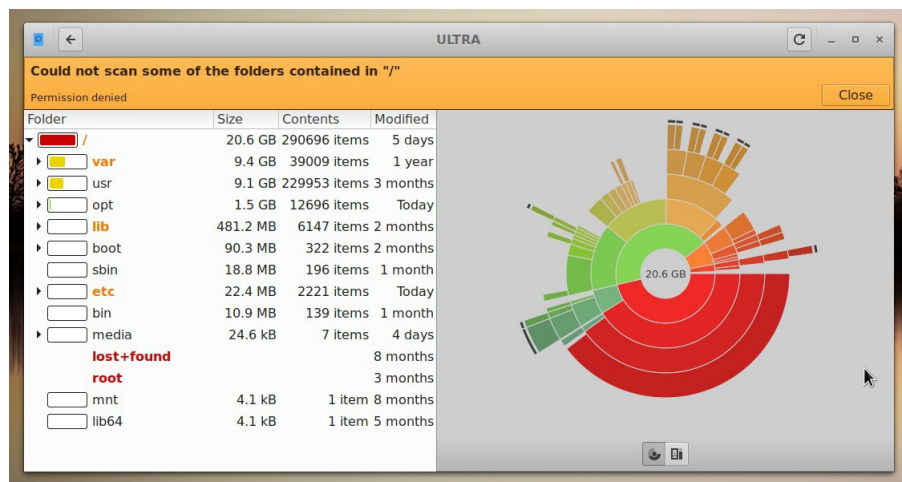 ULTRA
Could not scan some of the folders contained in "/"
Permission denied
Close
Folder Size Contents Modified
/ 20.6 GB 290696 items 5 days
var 9.4 GB 39009 items 1 year
usr 9.1 GB 229953 items 3 months
opt 1.5 GB 12696 items Today
lib 481.2 MB 6147 items 2 months
boot 90.3 MB 322 items 2 months
sbin 18.8 MB 196 items 1 month
etc 22.4 MB 2221 items Today
bin 10.9 MB 139 items 1 month
media 24.6 kB 7 items 4 days
lost+found 8 months
root 3 months
mnt 4.1 kB 1 item 8 months
lib64 4.1 kB 1 item 5 months
20.6 GB